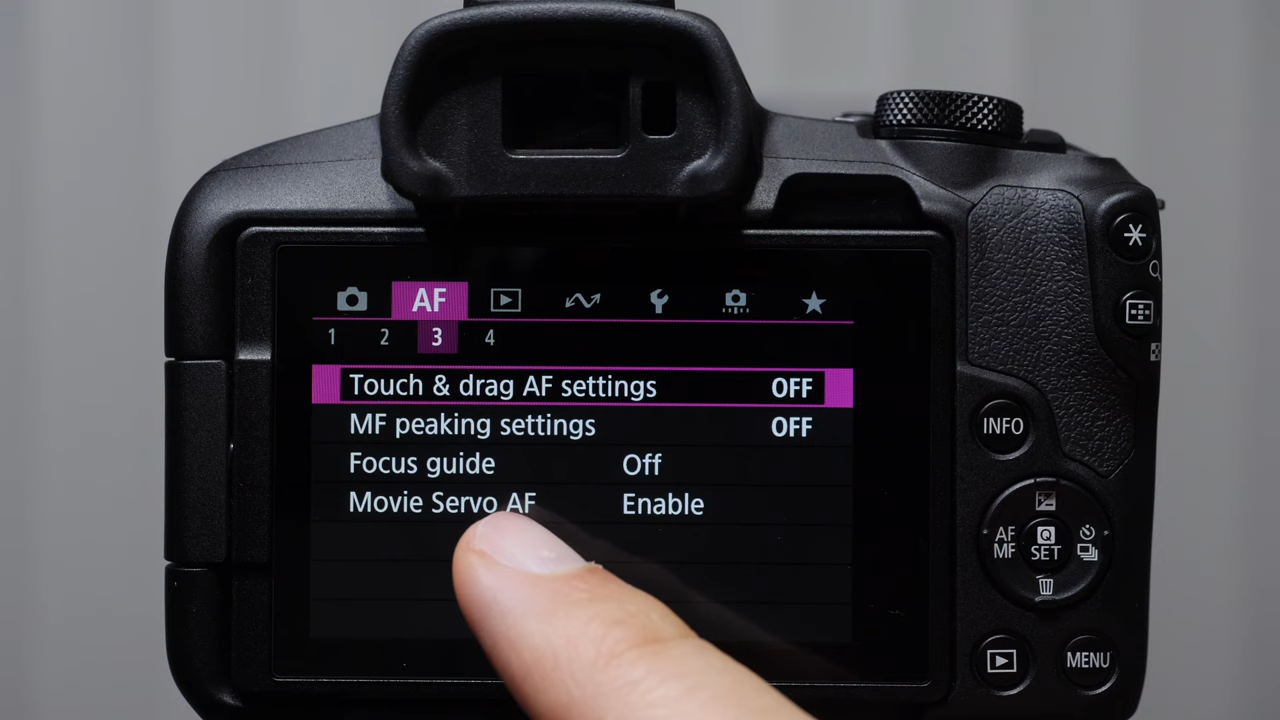 AF
1 2 3 4
Touch & drag AF settings OFF
MF peaking settings OFF
Focus guide Off
Movie Servo AF Enable
INFO
AF
MF
Q
SET
MENU